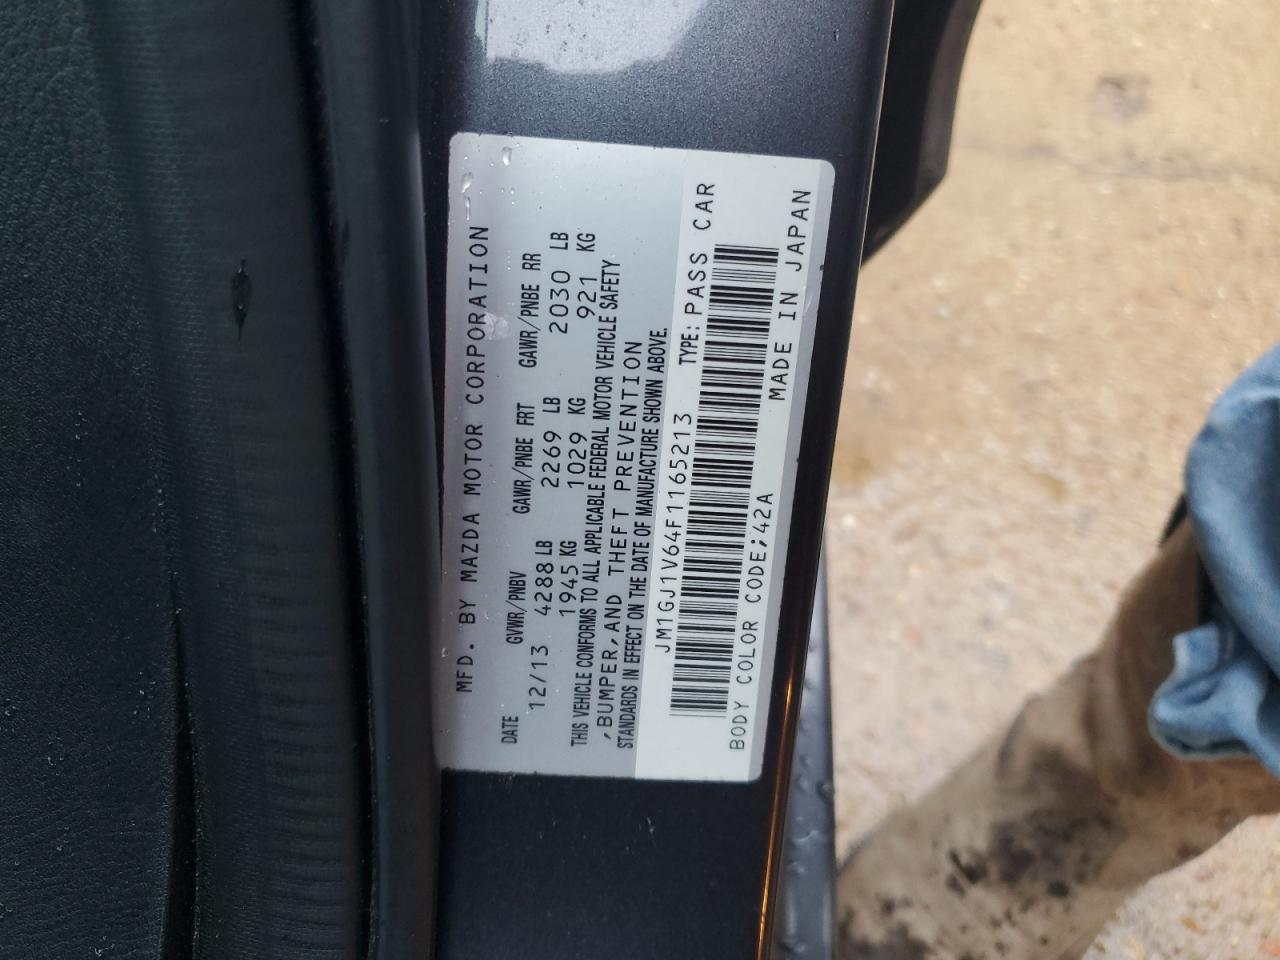 MFD. BY MAZDA MOTOR CORPORATION
DATE GVWR/PNBV GAWR/PNBE FRT GAWR/PNBE RR
12/13 4288 LB 2269 LB 2030 LB
1945 KG 1029 KG 921 KG
THIS VEHICLE CONFORMS TO ALL APPLICABLE FEDERAL MOTOR VEHICLE SAFETY
,BUMPER,AND THEFT PREVENTION
STANDARDS IN EFFECT ON THE DATE OF MANUFACTURE SHOWN ABOVE.
JM1GJ1V64F1165213 TYPE: PASS CAR
BODY COLOR CODE;42A MADE IN JAPAN